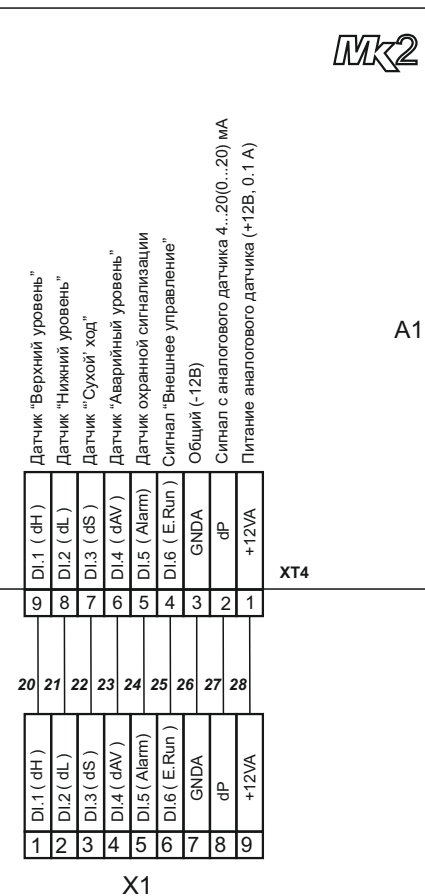 Mк2
Датчик "Верхний уровень"
Датчик "Нижний уровень"
Датчик "'Сухой' ход"
Датчик "Аварийный уровень"
Датчик охранной сигнализации
Сигнал "Внешнее управление"
Общий (-12В)
Сигнал с аналогового датчика 4...20(0...20) мА
Питание аналогового датчика (+12В, 0.1 А)
A1
DI.1 ( dH )
DI.2 ( dL )
DI.3 ( dS )
DI.4 ( dAV )
DI.5 ( Alarm)
DI.6 ( E.Run )
GNDA
dP
+12VA
XT4
9 8 7 6 5 4 3 2 1
20 21 22 23 24 25 26 27 28
DI.1 ( dH )
DI.2 ( dL )
DI.3 ( dS )
DI.4 ( dAV )
DI.5 ( Alarm)
DI.6 ( E.Run )
GNDA
dP
+12VA
1 2 3 4 5 6 7 8 9
X1